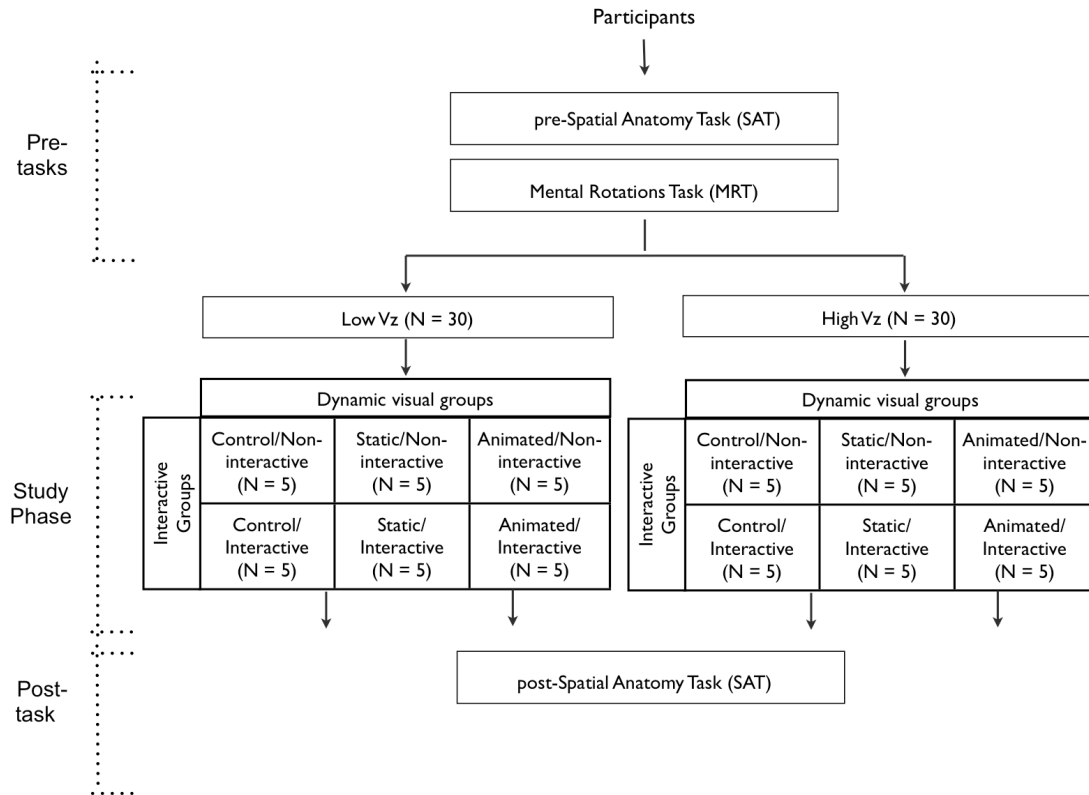 Participants
Pre-
tasks
pre-Spatial Anatomy Task (SAT)
Mental Rotations Task (MRT)
Low Vz (N = 30)
High Vz (N = 30)
Study
Phase
Dynamic visual groups
Interactive
Groups
Control/Non-
interactive
(N = 5)
Static/Non-
interactive
(N = 5)
Animated/Non-
interactive
(N = 5)
Control/
Interactive
(N = 5)
Static/
Interactive
(N = 5)
Animated/
Interactive
(N = 5)
Dynamic visual groups
Interactive
Groups
Control/Non-
interactive
(N = 5)
Static/Non-
interactive
(N = 5)
Animated/Non-
interactive
(N = 5)
Control/
Interactive
(N = 5)
Static/
Interactive
(N = 5)
Animated/
Interactive
(N = 5)
Post-
task
post-Spatial Anatomy Task (SAT)